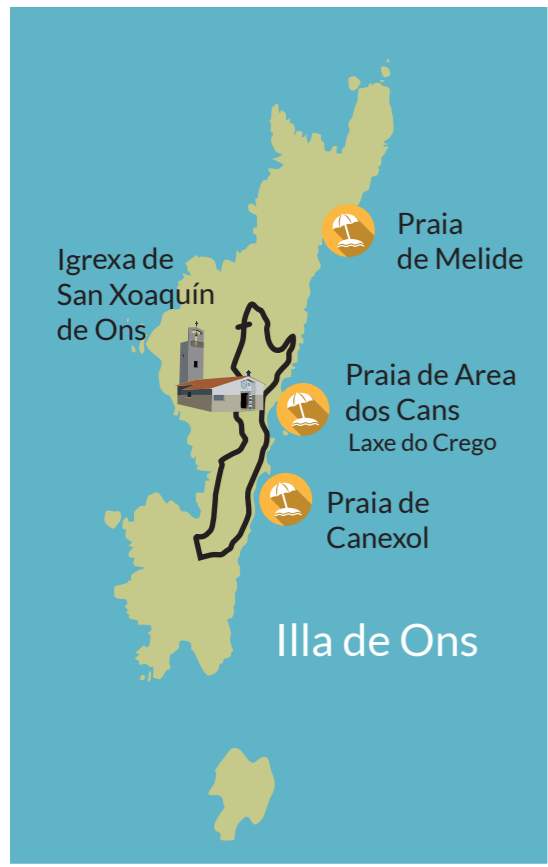 Praia
de Melide
Igrexa de
San Xoaquín
de Ons
Praia de Area
dos Cans
Laxe do Crego
Praia de
Canexol
Illa de Ons